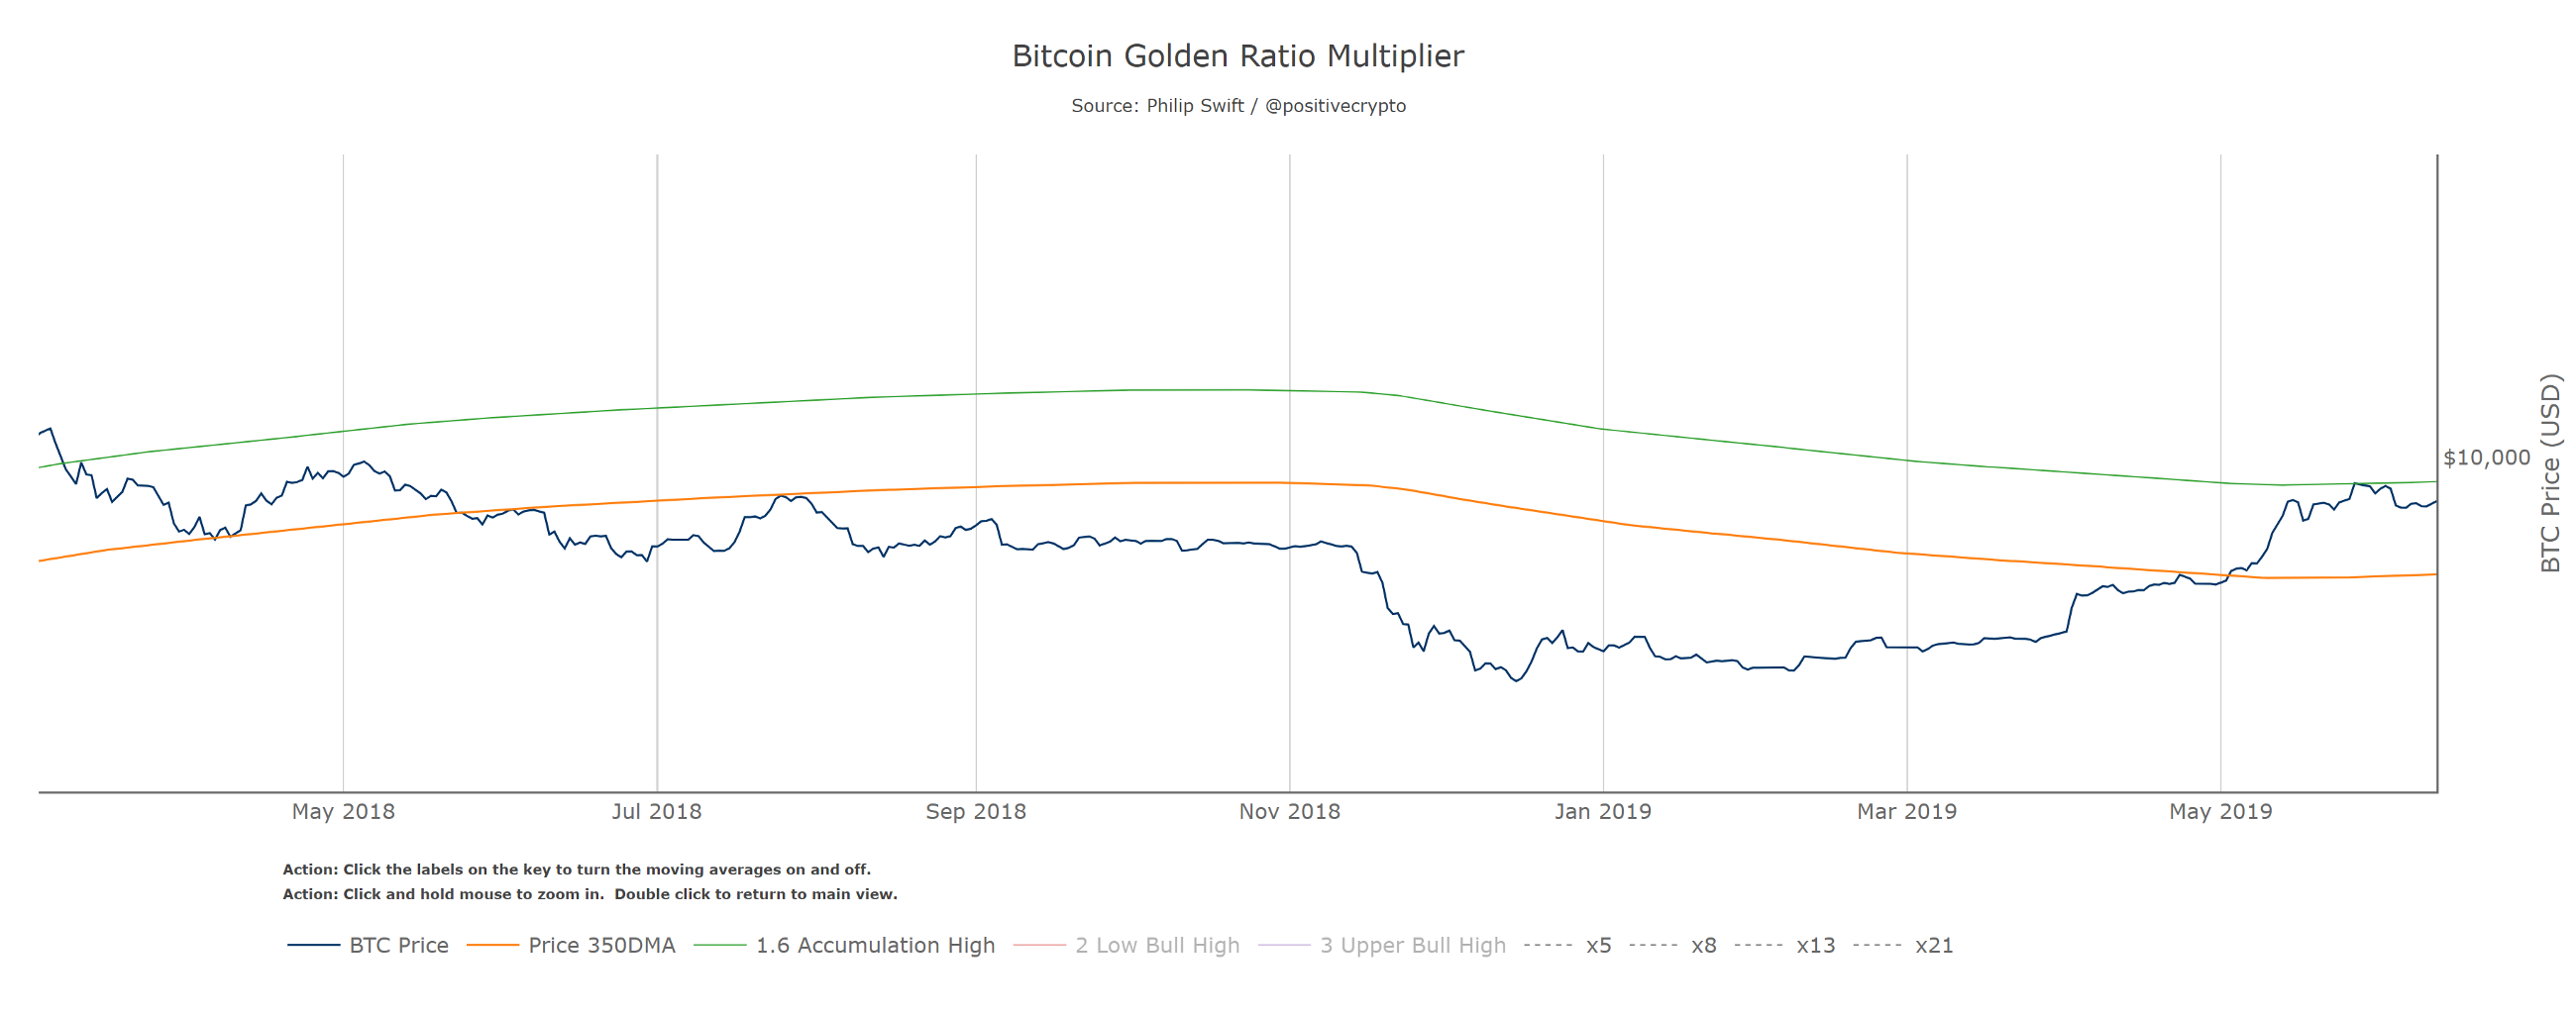 Bitcoin Golden Ratio Multiplier
Source: Philip Swift / @positivecrypto
$10,000
BTC Price (USD)
May 2018 Jul 2018 Sep 2018 Nov 2018 Jan 2019 Mar 2019 May 2019
Action: Click the labels on the key to turn the moving averages on and off.
Action: Click and hold mouse to zoom in. Double click to return to main view.
BTC Price Price 350DMA 1.6 Accumulation High 2 Low Bull High 3 Upper Bull High x5 x8 x13 x21